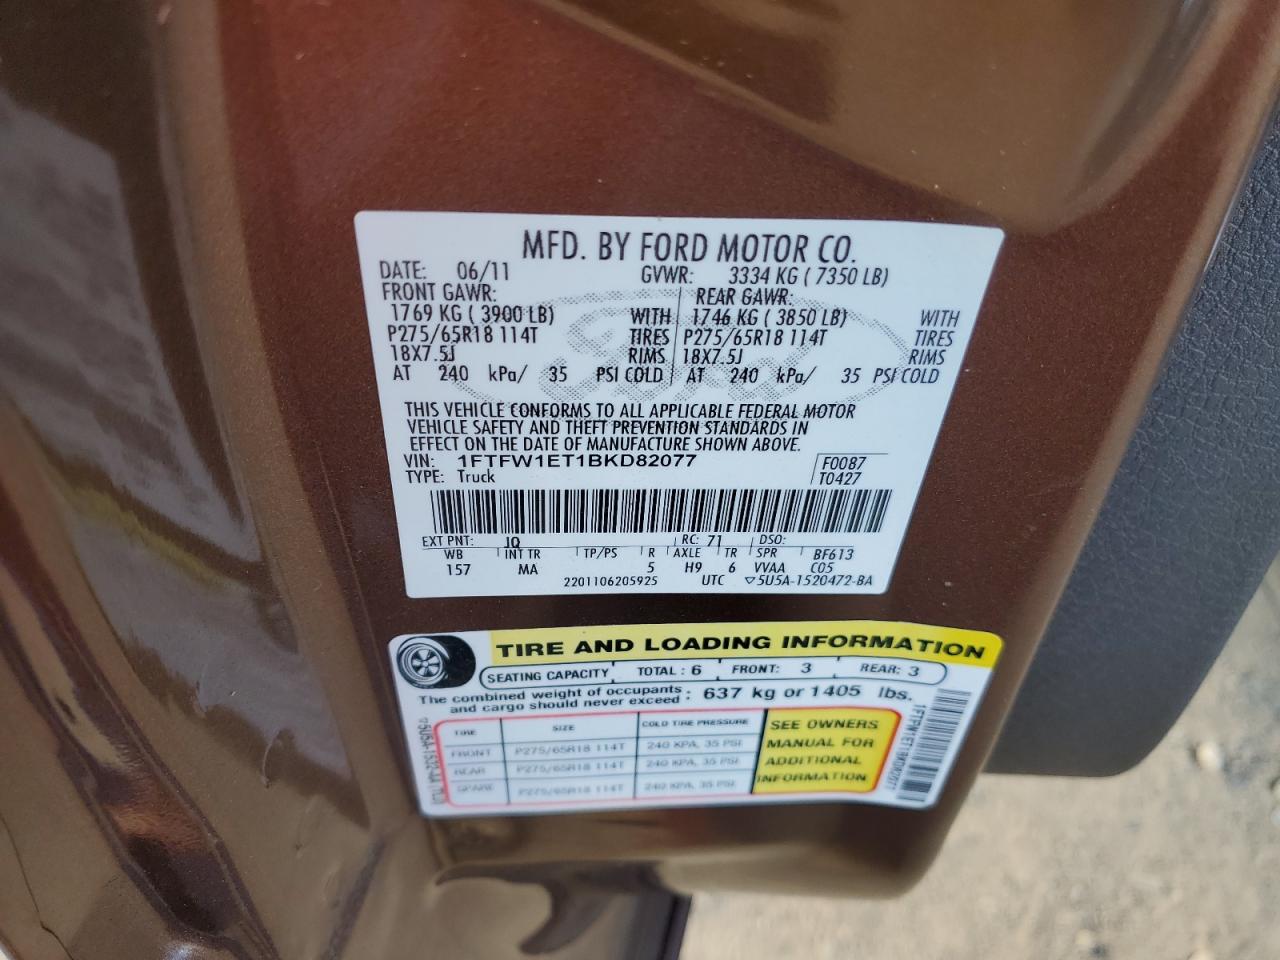 MFD. BY FORD MOTOR CO.
DATE: 06/11 GVWR: 3334 KG ( 7350 LB)
FRONT GAWR: REAR GAWR:
1769 KG ( 3900 LB) WITH 1746 KG ( 3850 LB) WITH
P275/65R18 114T TIRES P275/65R18 114T TIRES
18X7.5J RIMS 18X7.5J RIMS
AT 240 kPa/ 35 PSI COLD AT 240 kPa/ 35 PSI COLD
Ford
THIS VEHICLE CONFORMS TO ALL APPLICABLE FEDERAL MOTOR
VEHICLE SAFETY AND THEFT PREVENTION STANDARDS IN
EFFECT ON THE DATE OF MANUFACTURE SHOWN ABOVE.
VIN: 1FTFW1ET1BKD82077 F0087
TYPE: Truck T0427
EXT PNT: JQ RC: 71 DSO:
WB INT TR TP/PS R AXLE TR SPR BF613
157 MA 5 H9 6 VVAA C05
2201106205925 UTC ▽5U5A-1520472-BA
TIRE AND LOADING INFORMATION
SEATING CAPACITY TOTAL : 6 FRONT: 3 REAR: 3
The combined weight of occupants
and cargo should never exceed : 637 kg or 1405 lbs.
TIRE SIZE COLD TIRE PRESSURE
FRONT P275/65R18 114T 240 KPA, 35 PSI
REAR P275/65R18 114T 240 KPA, 35 PSI
SPARE P275/65R18 114T 240 KPA, 35 PSI
SEE OWNERS
MANUAL FOR
ADDITIONAL
INFORMATION
1FTFW1ET1BKD82077